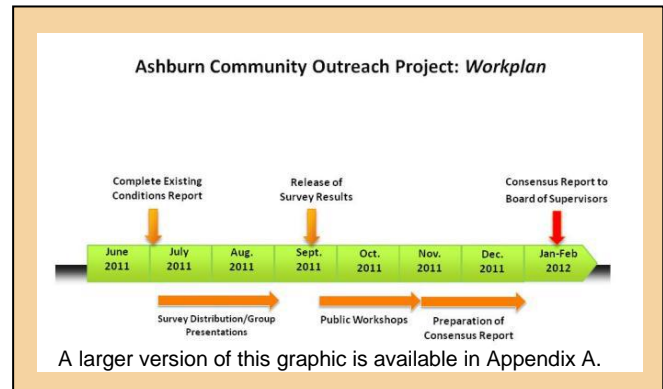 Ashburn Community Outreach Project: Workplan
Complete Existing
Conditions Report
Release of
Survey Results
Consensus Report to
Board of Supervisors
June
2011
July
2011
Aug.
2011
Sept.
2011
Oct.
2011
Nov.
2011
Dec.
2011
Jan-Feb
2012
Survey Distribution/Group
Presentations
Public Workshops
Preparation of
Consensus Report
A larger version of this graphic is available in Appendix A.